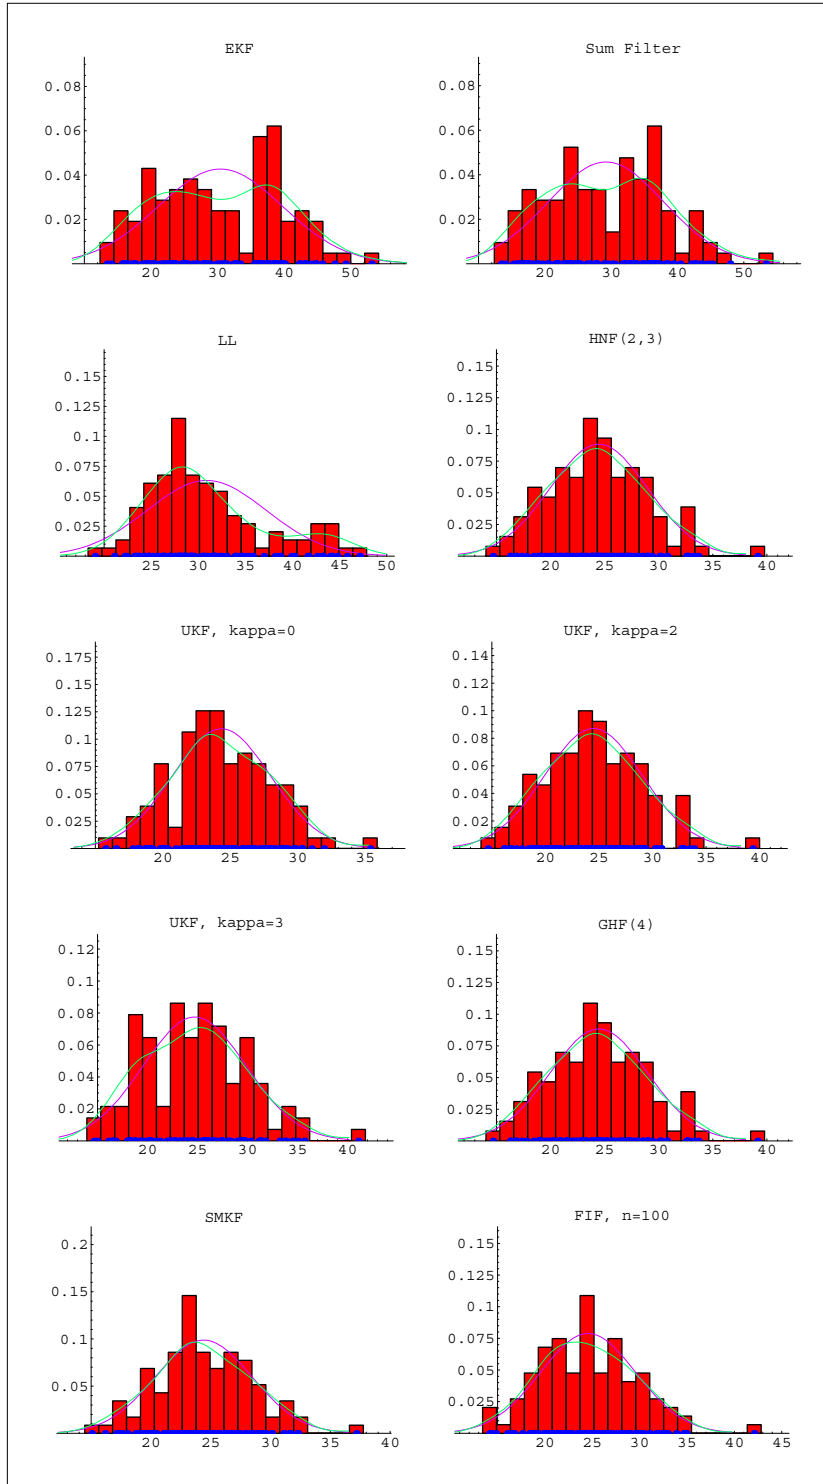 EKF
0.08
0.06
0.04
0.02
20 30 40 50
Sum Filter
0.08
0.06
0.04
0.02
20 30 40 50
LL
0.15
0.125
0.1
0.075
0.05
0.025
25 30 35 40 45 50
HNF(2,3)
0.15
0.125
0.1
0.075
0.05
0.025
20 25 30 35 40
UKF, kappa=0
0.175
0.15
0.125
0.1
0.075
0.05
0.025
20 25 30 35
UKF, kappa=2
0.14
0.12
0.1
0.08
0.06
0.04
0.02
20 25 30 35 40
UKF, kappa=3
0.12
0.1
0.08
0.06
0.04
0.02
20 25 30 35 40
GHF(4)
0.15
0.125
0.1
0.075
0.05
0.025
20 25 30 35 40
SMKF
0.2
0.15
0.1
0.05
20 25 30 35 40
FIF, n=100
0.15
0.125
0.1
0.075
0.05
0.025
20 25 30 35 40 45